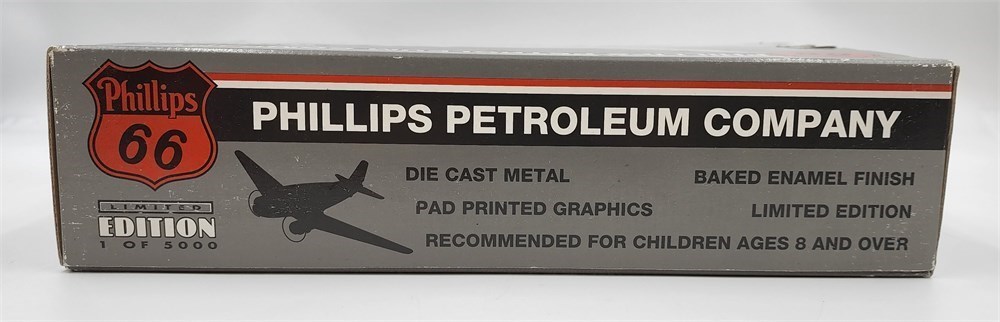 Phillips
66
PHILLIPS PETROLEUM COMPANY
DIE CAST METAL BAKED ENAMEL FINISH
PAD PRINTED GRAPHICS LIMITED EDITION
RECOMMENDED FOR CHILDREN AGES 8 AND OVER
LIMITED
EDITION
1 OF 5000